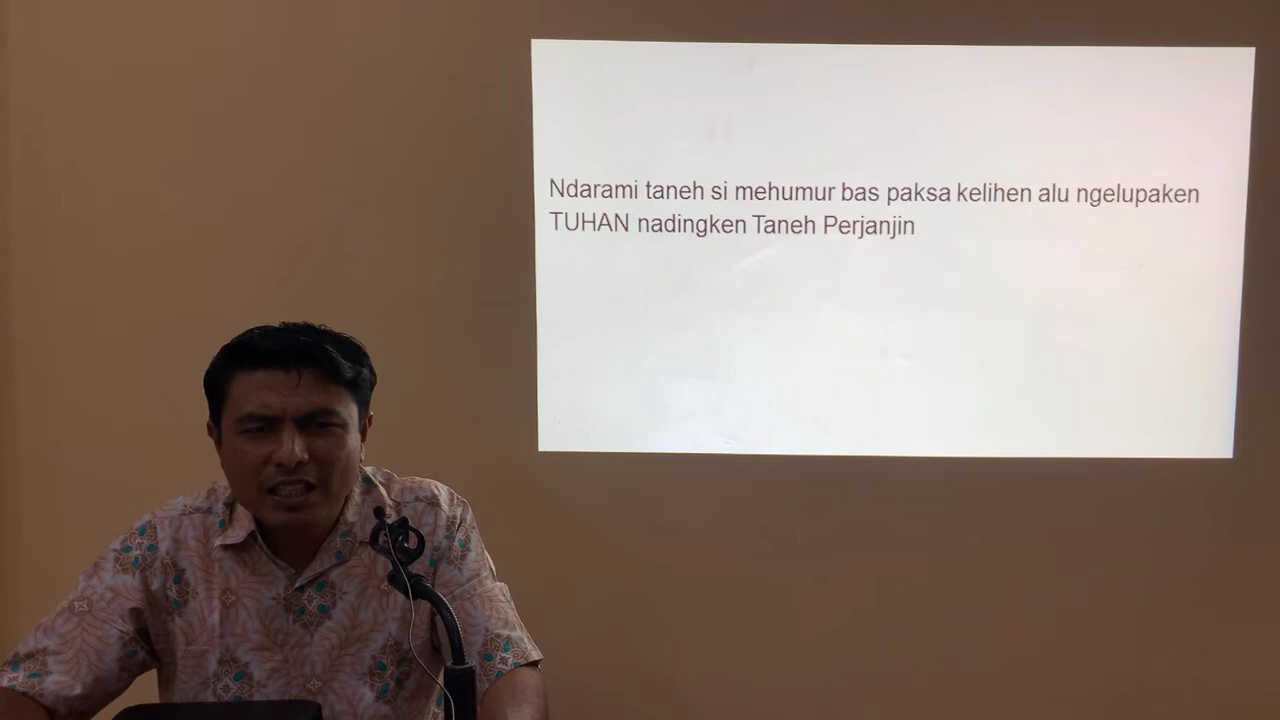 Ndarami taneh si mehumur bas paksa kelihen alu ngelupaken
TUHAN nadingken Taneh Perjanjin